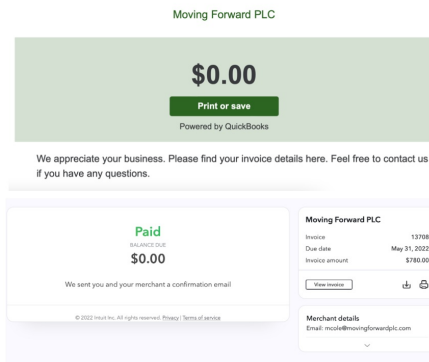 Moving Forward PLC
$0.00
Print or save
Powered by QuickBooks
We appreciate your business. Please find your invoice details here. Feel free to contact us
if you have any questions.
Paid
BALANCE DUE
$0.00
We sent you and your merchant a confirmation email
© 2022 Intuit Inc. All rights reserved. Privacy | Terms of service
Moving Forward PLC
Invoice 13708
Due date May 31, 2022
Invoice amount $780.00
View invoice
Merchant details
Email: mcole@movingforwardplc.com